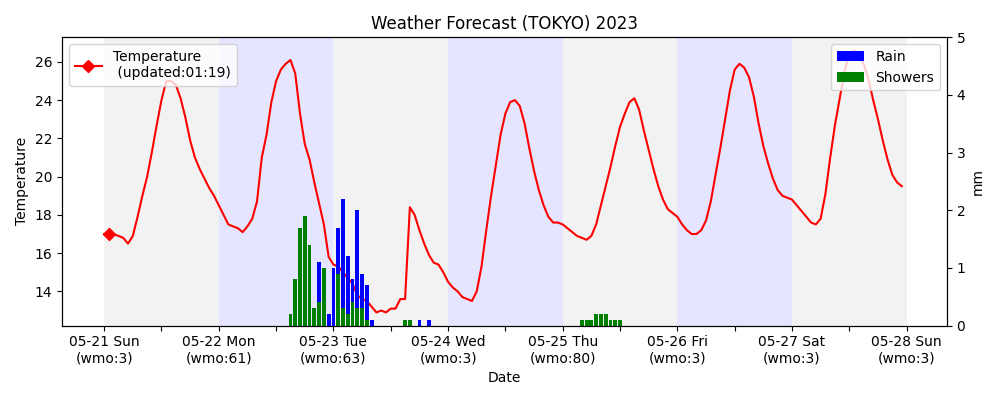 Weather Forecast (TOKYO) 2023
Temperature
(updated:01:19)
Rain
Showers
Temperature
26
24
22
20
18
16
14
5
4
3
2
1
0
mm
05-21 Sun
(wmo:3)
05-22 Mon
(wmo:61)
05-23 Tue
(wmo:63)
05-24 Wed
(wmo:3)
05-25 Thu
(wmo:80)
05-26 Fri
(wmo:3)
05-27 Sat
(wmo:3)
05-28 Sun
(wmo:3)
Date